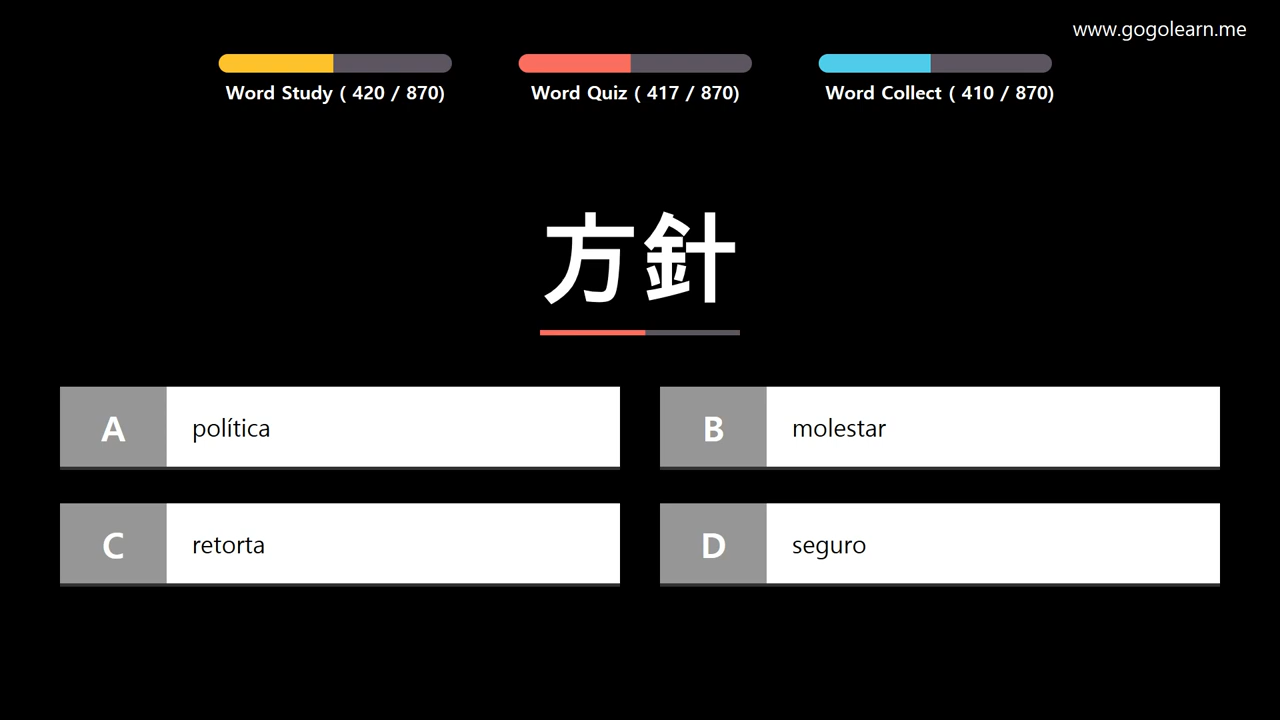 www.gogolearn.me
Word Study ( 420 / 870)
Word Quiz ( 417 / 870)
Word Collect ( 410 / 870)
方針
A política
B molestar
C retorta
D seguro